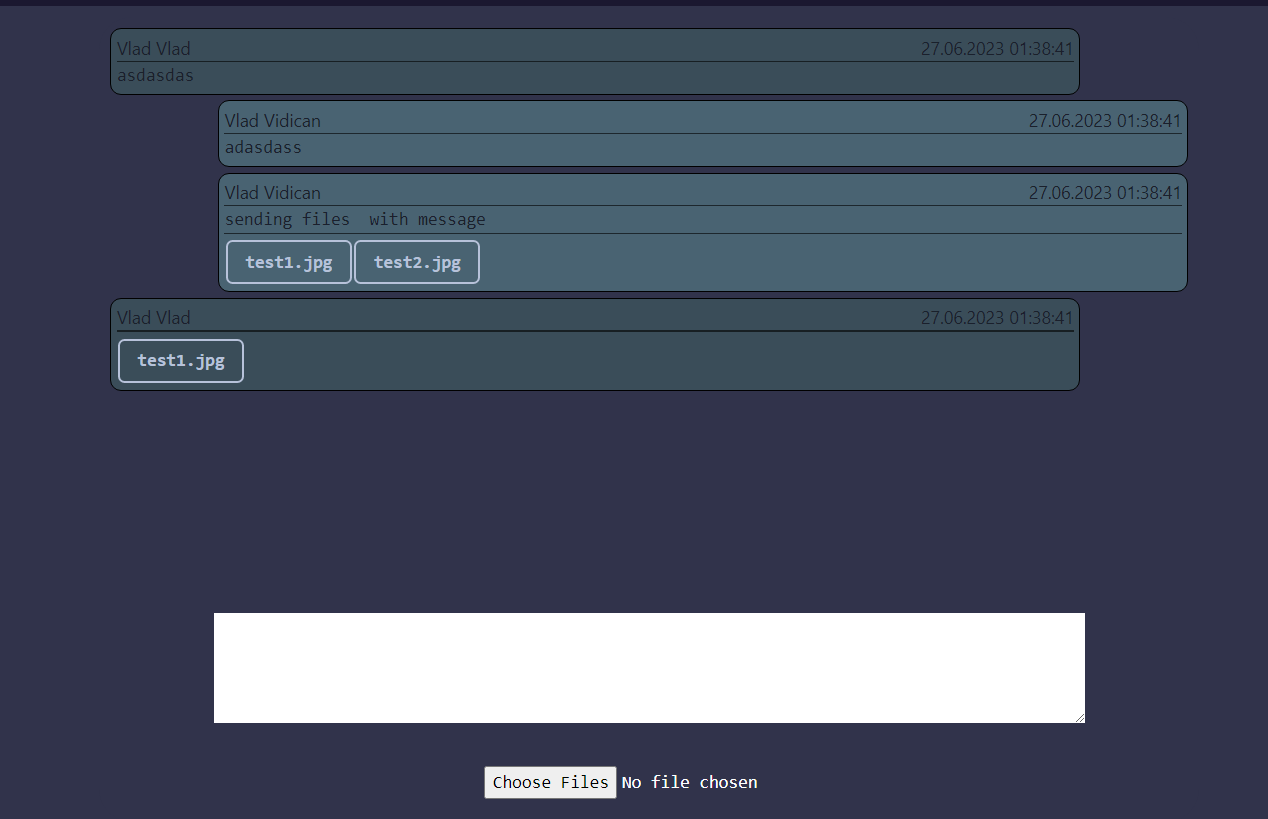 Vlad Vlad 27.06.2023 01:38:41
asdasdas
Vlad Vidican 27.06.2023 01:38:41
adasdass
Vlad Vidican 27.06.2023 01:38:41
sending files  with message
test1.jpg test2.jpg
Vlad Vlad 27.06.2023 01:38:41
test1.jpg
Choose Files No file chosen